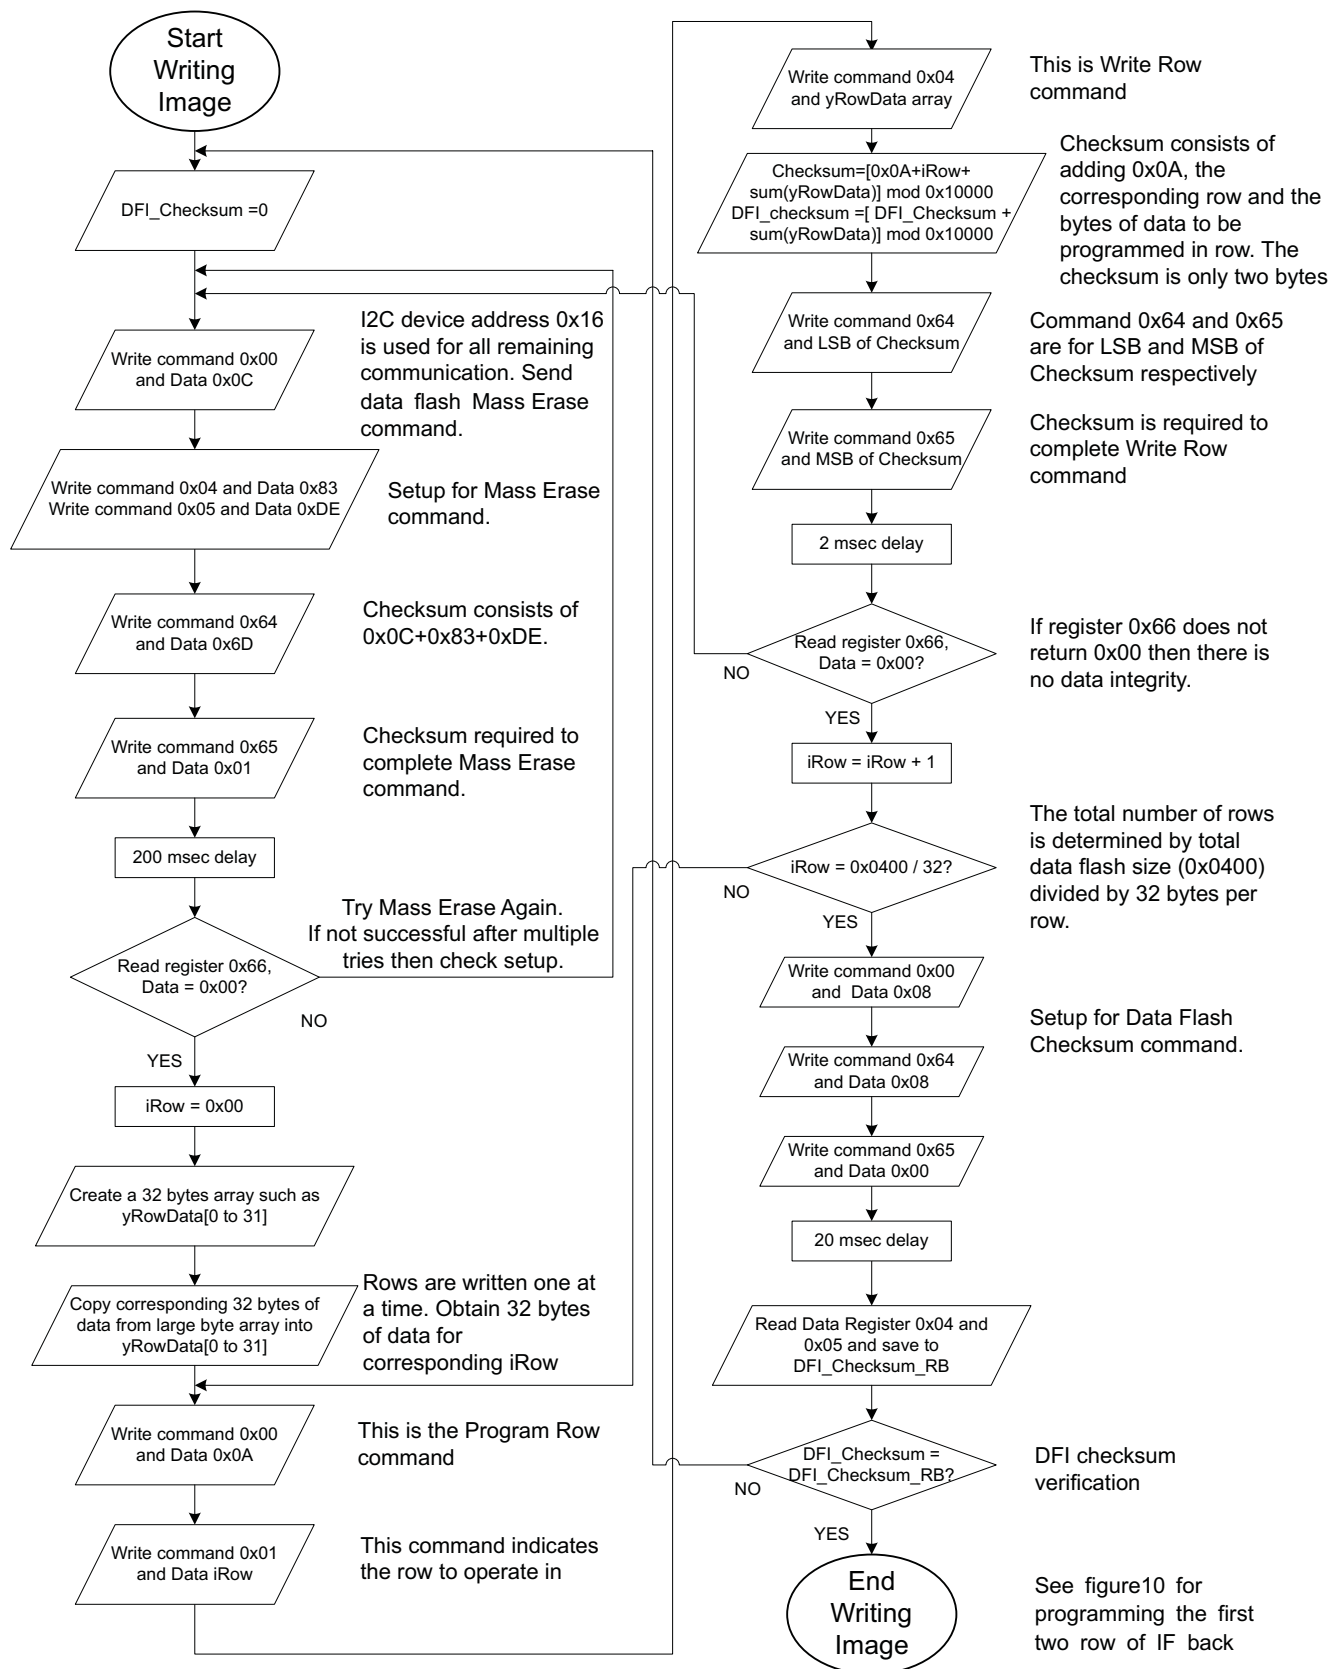 Start
Writing
Image
DFI_Checksum =0
I2C device address 0x16
is used for all remaining
communication. Send
data flash Mass Erase
command.
Write command 0x00
and Data 0x0C
Write command 0x04 and Data 0x83
Write command 0x05 and Data 0xDE
Setup for Mass Erase
command.
Write command 0x64
and Data 0x6D
Checksum consists of
0x0C+0x83+0xDE.
Write command 0x65
and Data 0x01
Checksum required to
complete Mass Erase
command.
200 msec delay
Try Mass Erase Again.
If not successful after multiple
tries then check setup.
Read register 0x66,
Data = 0x00?
NO
YES
iRow = 0x00
Create a 32 bytes array such as
yRowData[0 to 31]
Copy corresponding 32 bytes of
data from large byte array into
yRowData[0 to 31]
Rows are written one at
a time. Obtain 32 bytes
of data for
corresponding iRow
Write command 0x00
and Data 0x0A
This is the Program Row
command
Write command 0x01
and Data iRow
This command indicates
the row to operate in
Write command 0x04
and yRowData array
This is Write Row
command
Checksum=[0x0A+iRow+
sum(yRowData)] mod 0x10000
DFI_checksum =[ DFI_Checksum +
sum(yRowData)] mod 0x10000
Checksum consists of
adding 0x0A, the
corresponding row and the
bytes of data to be
programmed in row. The
checksum is only two bytes
Write command 0x64
and LSB of Checksum
Command 0x64 and 0x65
are for LSB and MSB of
Checksum respectively
Write command 0x65
and MSB of Checksum
Checksum is required to
complete Write Row
command
2 msec delay
Read register 0x66,
Data = 0x00?
NO
YES
If register 0x66 does not
return 0x00 then there is
no data integrity.
iRow = iRow + 1
iRow = 0x0400 / 32?
NO
YES
The total number of rows
is determined by total
data flash size (0x0400)
divided by 32 bytes per
row.
Write command 0x00
and Data 0x08
Setup for Data Flash
Checksum command.
Write command 0x64
and Data 0x08
Write command 0x65
and Data 0x00
20 msec delay
Read Data Register 0x04 and
0x05 and save to
DFI_Checksum_RB
DFI_Checksum =
DFI_Checksum_RB?
NO
YES
DFI checksum
verification
End
Writing
Image
See figure10 for
programming the first
two row of IF back